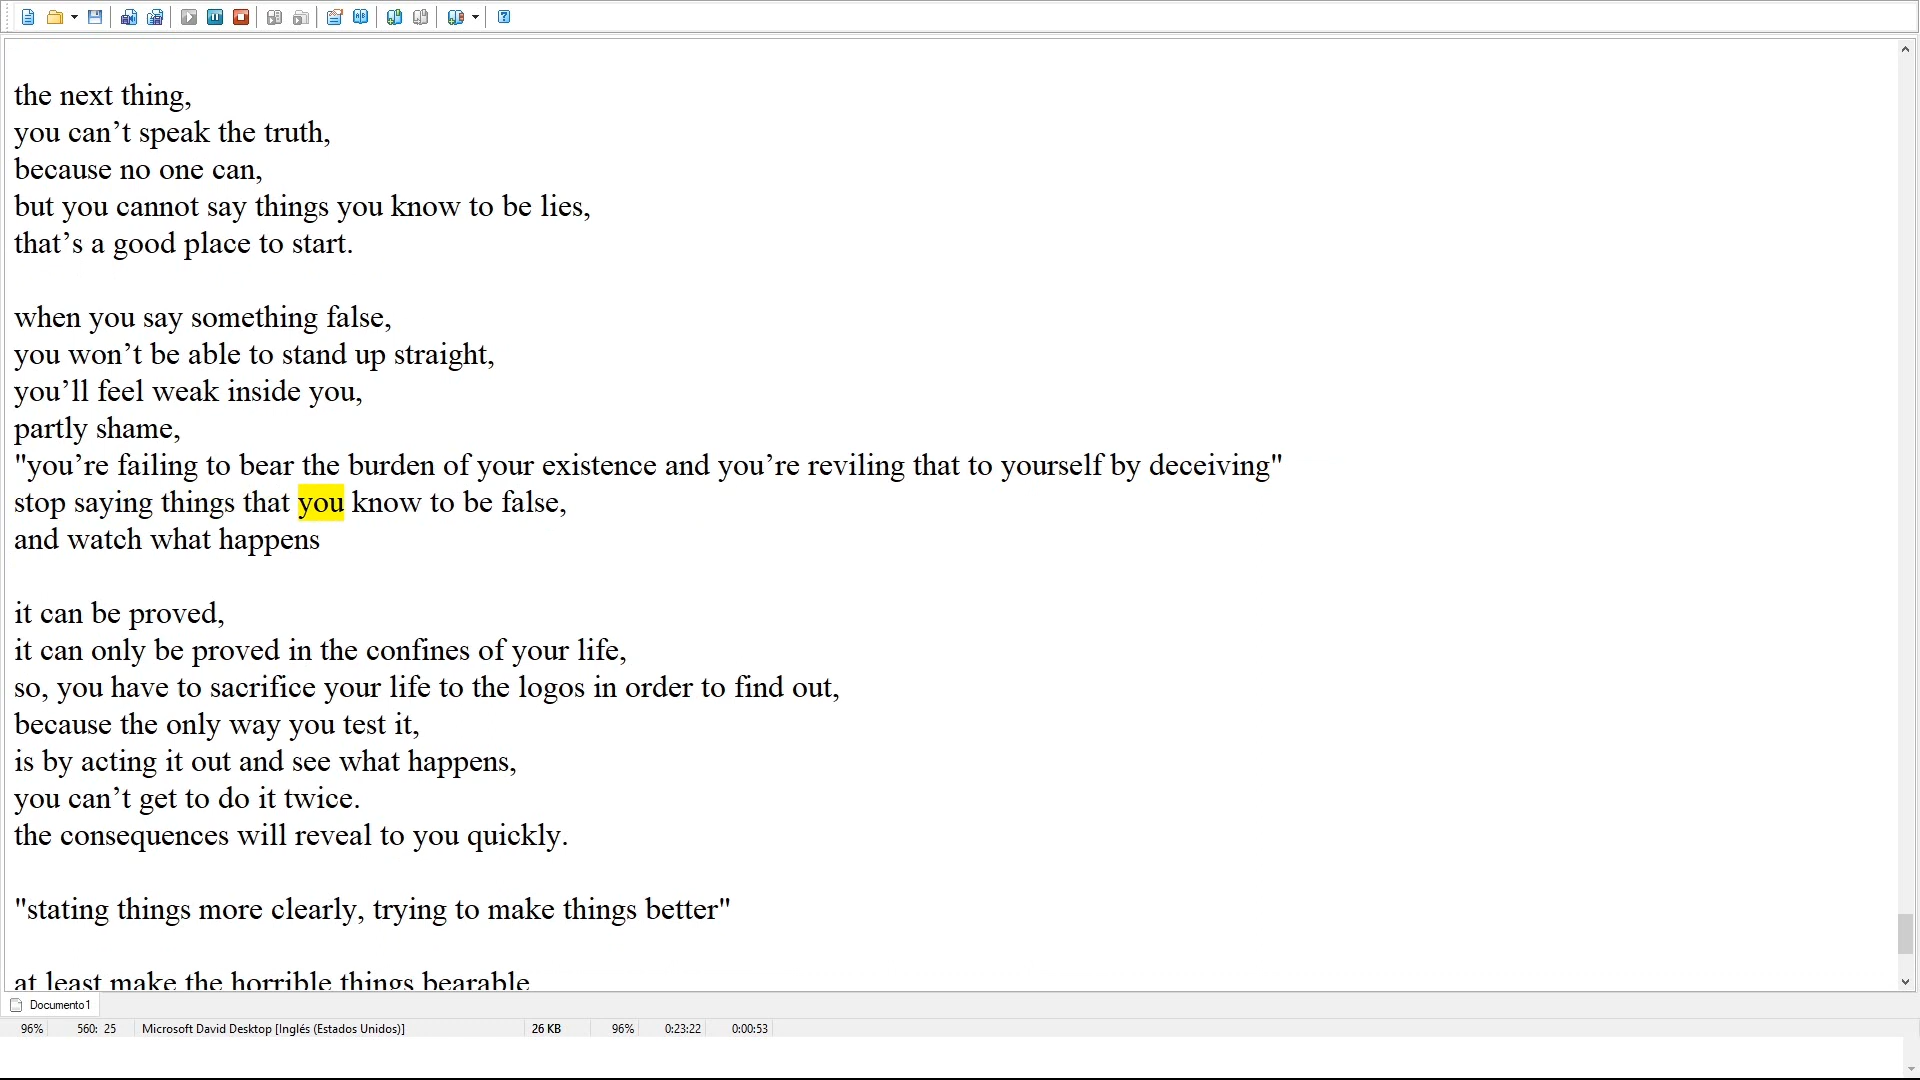 the next thing,
you can’t speak the truth,
because no one can,
but you cannot say things you know to be lies,
that’s a good place to start.
when you say something false,
you won’t be able to stand up straight,
you’ll feel weak inside you,
partly shame,
"you’re failing to bear the burden of your existence and you’re reviling that to yourself by deceiving"
stop saying things that you know to be false,
and watch what happens
it can be proved,
it can only be proved in the confines of your life,
so, you have to sacrifice your life to the logos in order to find out,
because the only way you test it,
is by acting it out and see what happens,
you can’t get to do it twice.
the consequences will reveal to you quickly.
"stating things more clearly, trying to make things better"
at least make the horrible things bearable
Documento1
96% 560: 25 Microsoft David Desktop [Inglés (Estados Unidos)] 26 KB 96% 0:23:22 0:00:53